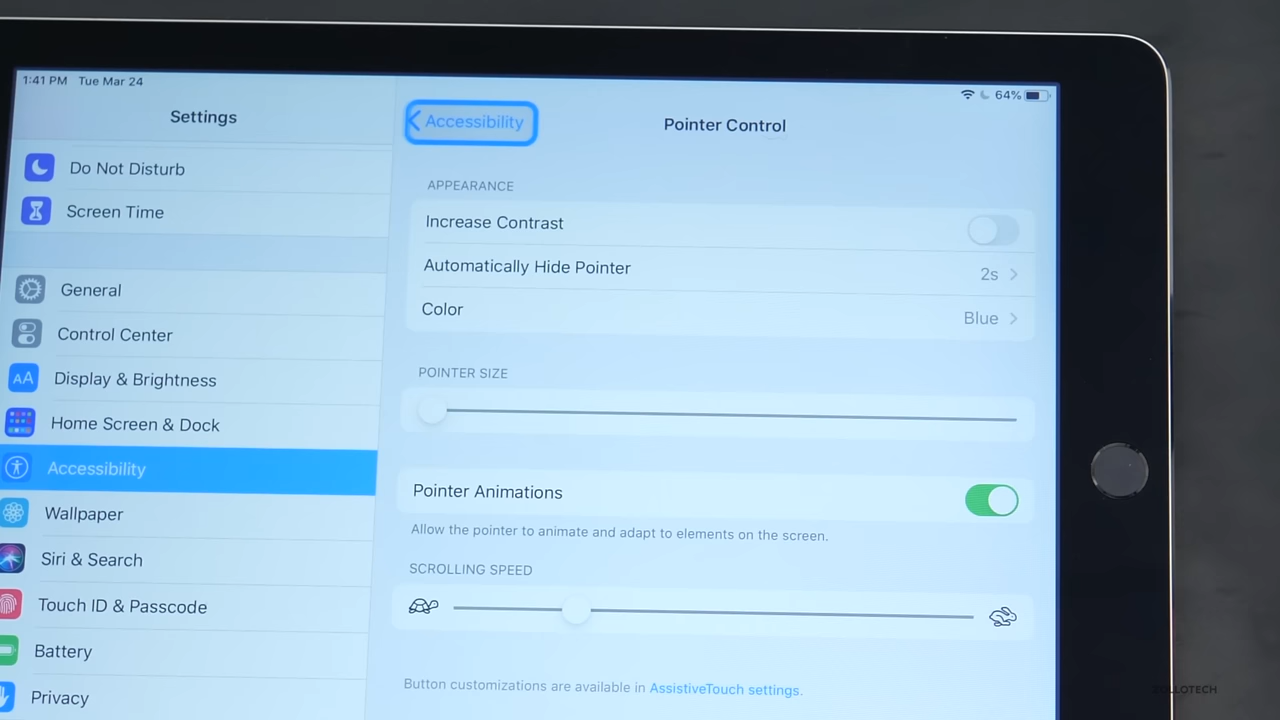 1:41 PM Tue Mar 24
64%
Settings
Do Not Disturb
Screen Time
General
Control Center
AA
Display & Brightness
Home Screen & Dock
Accessibility
Wallpaper
Siri & Search
Touch ID & Passcode
Battery
Privacy
Accessibility
Pointer Control
APPEARANCE
Increase Contrast
Automatically Hide Pointer 2s
Color Blue
POINTER SIZE
Pointer Animations
Allow the pointer to animate and adapt to elements on the screen.
SCROLLING SPEED
Button customizations are available in AssistiveTouch settings.
ZOLLOTECH